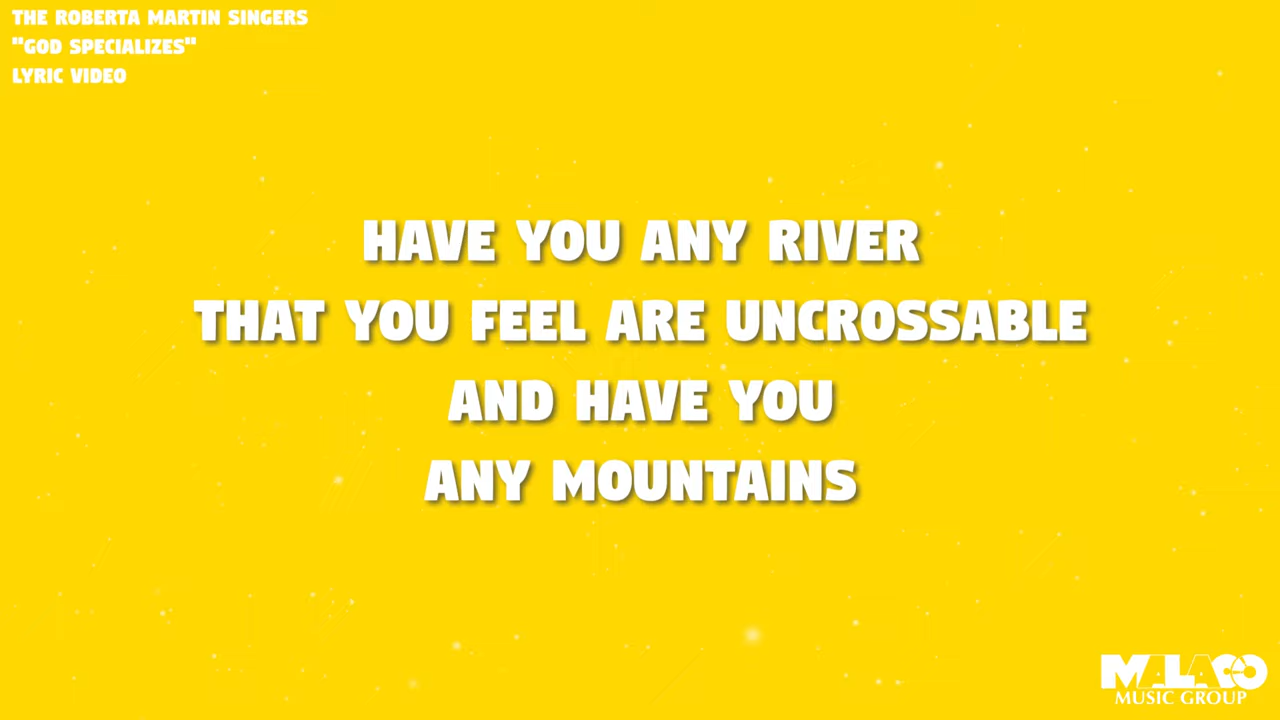 THE ROBERTA MARTIN SINGERS
"GOD SPECIALIZES"
LYRIC VIDEO
HAVE YOU ANY RIVER
THAT YOU FEEL ARE UNCROSSABLE
AND HAVE YOU
ANY MOUNTAINS
MALACO
MUSIC GROUP